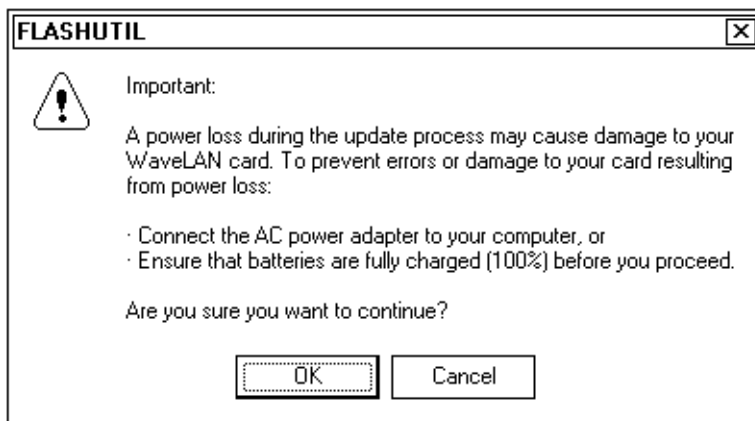 FLASHUTIL
Important:
A power loss during the update process may cause damage to your
WaveLAN card. To prevent errors or damage to your card resulting
from power loss:
· Connect the AC power adapter to your computer, or
· Ensure that batteries are fully charged (100%) before you proceed.
Are you sure you want to continue?
OK
Cancel